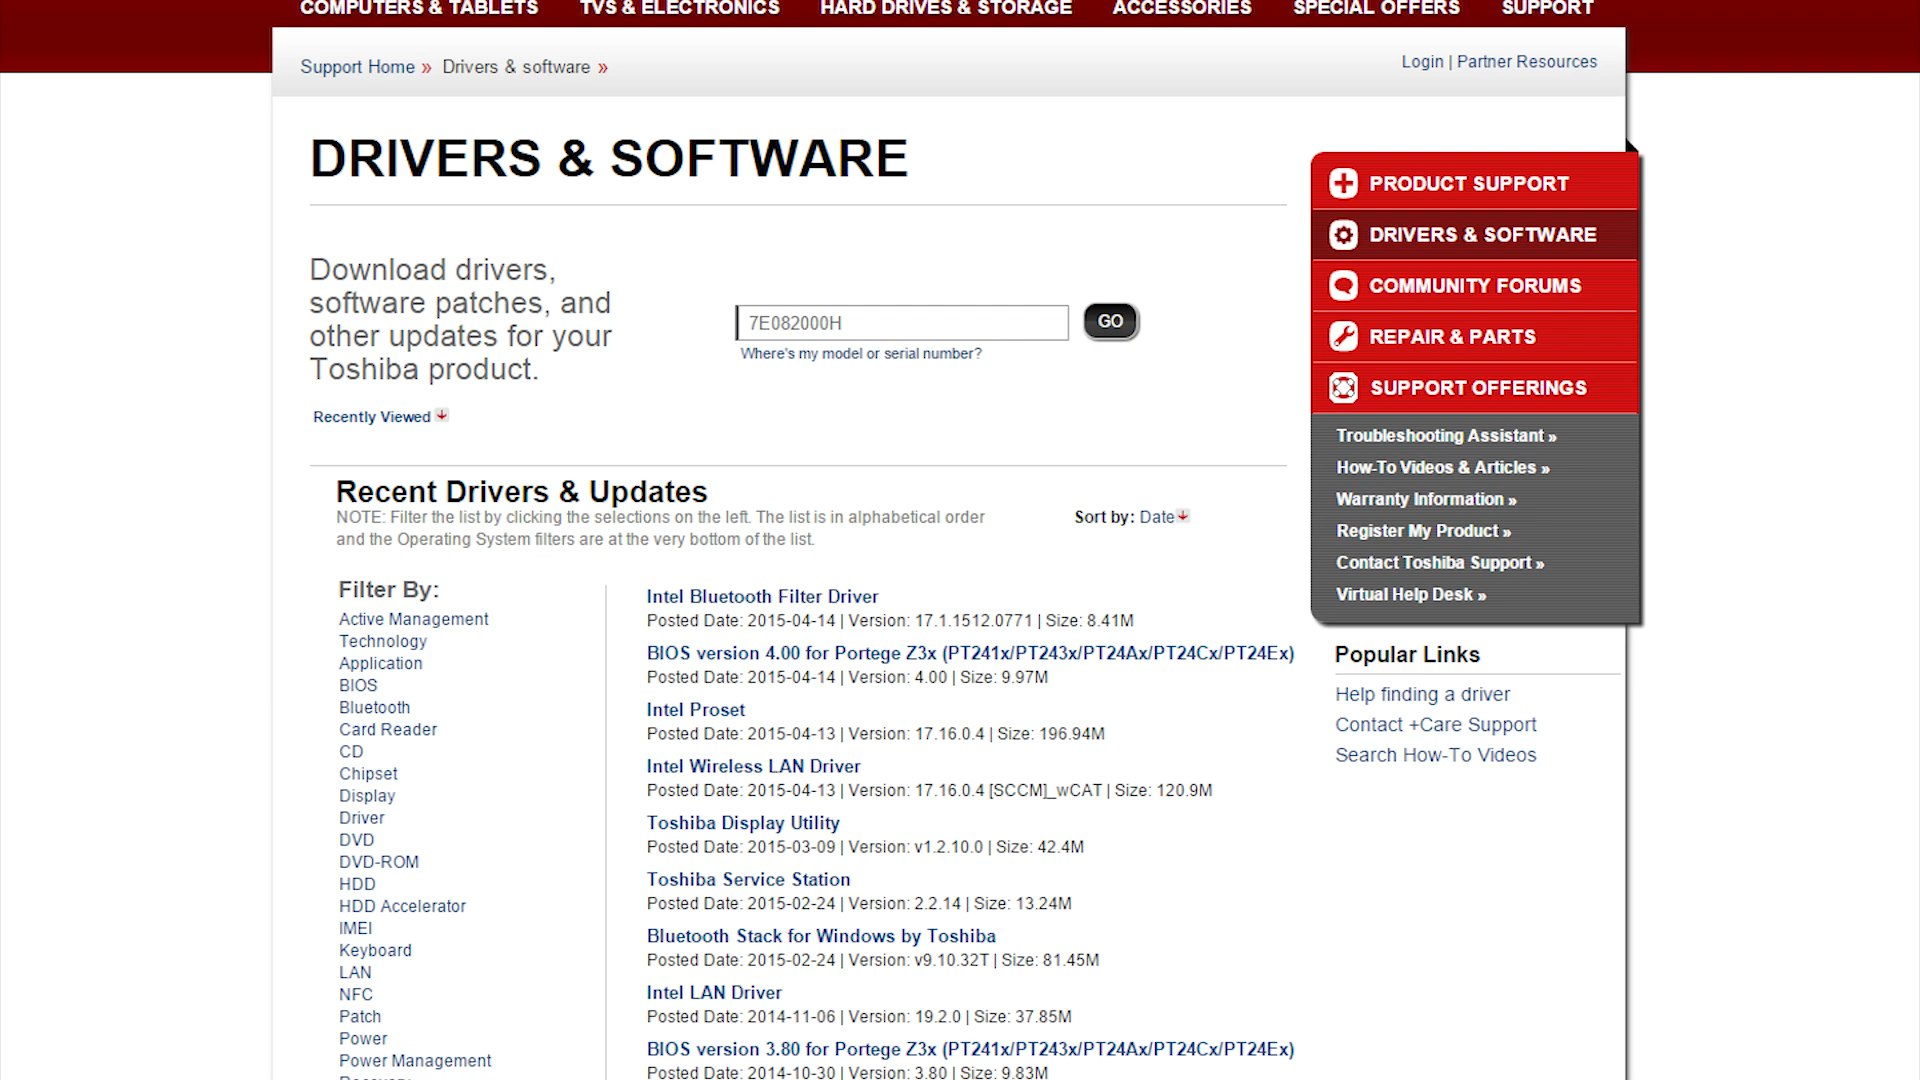 COMPUTERS & TABLETS TVS & ELECTRONICS HARD DRIVES & STORAGE ACCESSORIES SPECIAL OFFERS SUPPORT
Support Home » Drivers & software »
Login | Partner Resources
DRIVERS & SOFTWARE
Download drivers,
software patches, and
other updates for your
Toshiba product.
7E082000H
GO
Where's my model or serial number?
Recently Viewed
Recent Drivers & Updates
NOTE: Filter the list by clicking the selections on the left. The list is in alphabetical order
and the Operating System filters are at the very bottom of the list.
Sort by: Date
Filter By:
Active Management
Technology
Application
BIOS
Bluetooth
Card Reader
CD
Chipset
Display
Driver
DVD
DVD-ROM
HDD
HDD Accelerator
IMEI
Keyboard
LAN
NFC
Patch
Power
Power Management
Recovery
Intel Bluetooth Filter Driver
Posted Date: 2015-04-14 | Version: 17.1.1512.0771 | Size: 8.41M
BIOS version 4.00 for Portege Z3x (PT241x/PT243x/PT24Ax/PT24Cx/PT24Ex)
Posted Date: 2015-04-14 | Version: 4.00 | Size: 9.97M
Intel Proset
Posted Date: 2015-04-13 | Version: 17.16.0.4 | Size: 196.94M
Intel Wireless LAN Driver
Posted Date: 2015-04-13 | Version: 17.16.0.4 [SCCM]_wCAT | Size: 120.9M
Toshiba Display Utility
Posted Date: 2015-03-09 | Version: v1.2.10.0 | Size: 42.4M
Toshiba Service Station
Posted Date: 2015-02-24 | Version: 2.2.14 | Size: 13.24M
Bluetooth Stack for Windows by Toshiba
Posted Date: 2015-02-24 | Version: v9.10.32T | Size: 81.45M
Intel LAN Driver
Posted Date: 2014-11-06 | Version: 19.2.0 | Size: 37.85M
BIOS version 3.80 for Portege Z3x (PT241x/PT243x/PT24Ax/PT24Cx/PT24Ex)
Posted Date: 2014-10-30 | Version: 3.80 | Size: 9.83M
PRODUCT SUPPORT
DRIVERS & SOFTWARE
COMMUNITY FORUMS
REPAIR & PARTS
SUPPORT OFFERINGS
Troubleshooting Assistant »
How-To Videos & Articles »
Warranty Information »
Register My Product »
Contact Toshiba Support »
Virtual Help Desk »
Popular Links
Help finding a driver
Contact +Care Support
Search How-To Videos